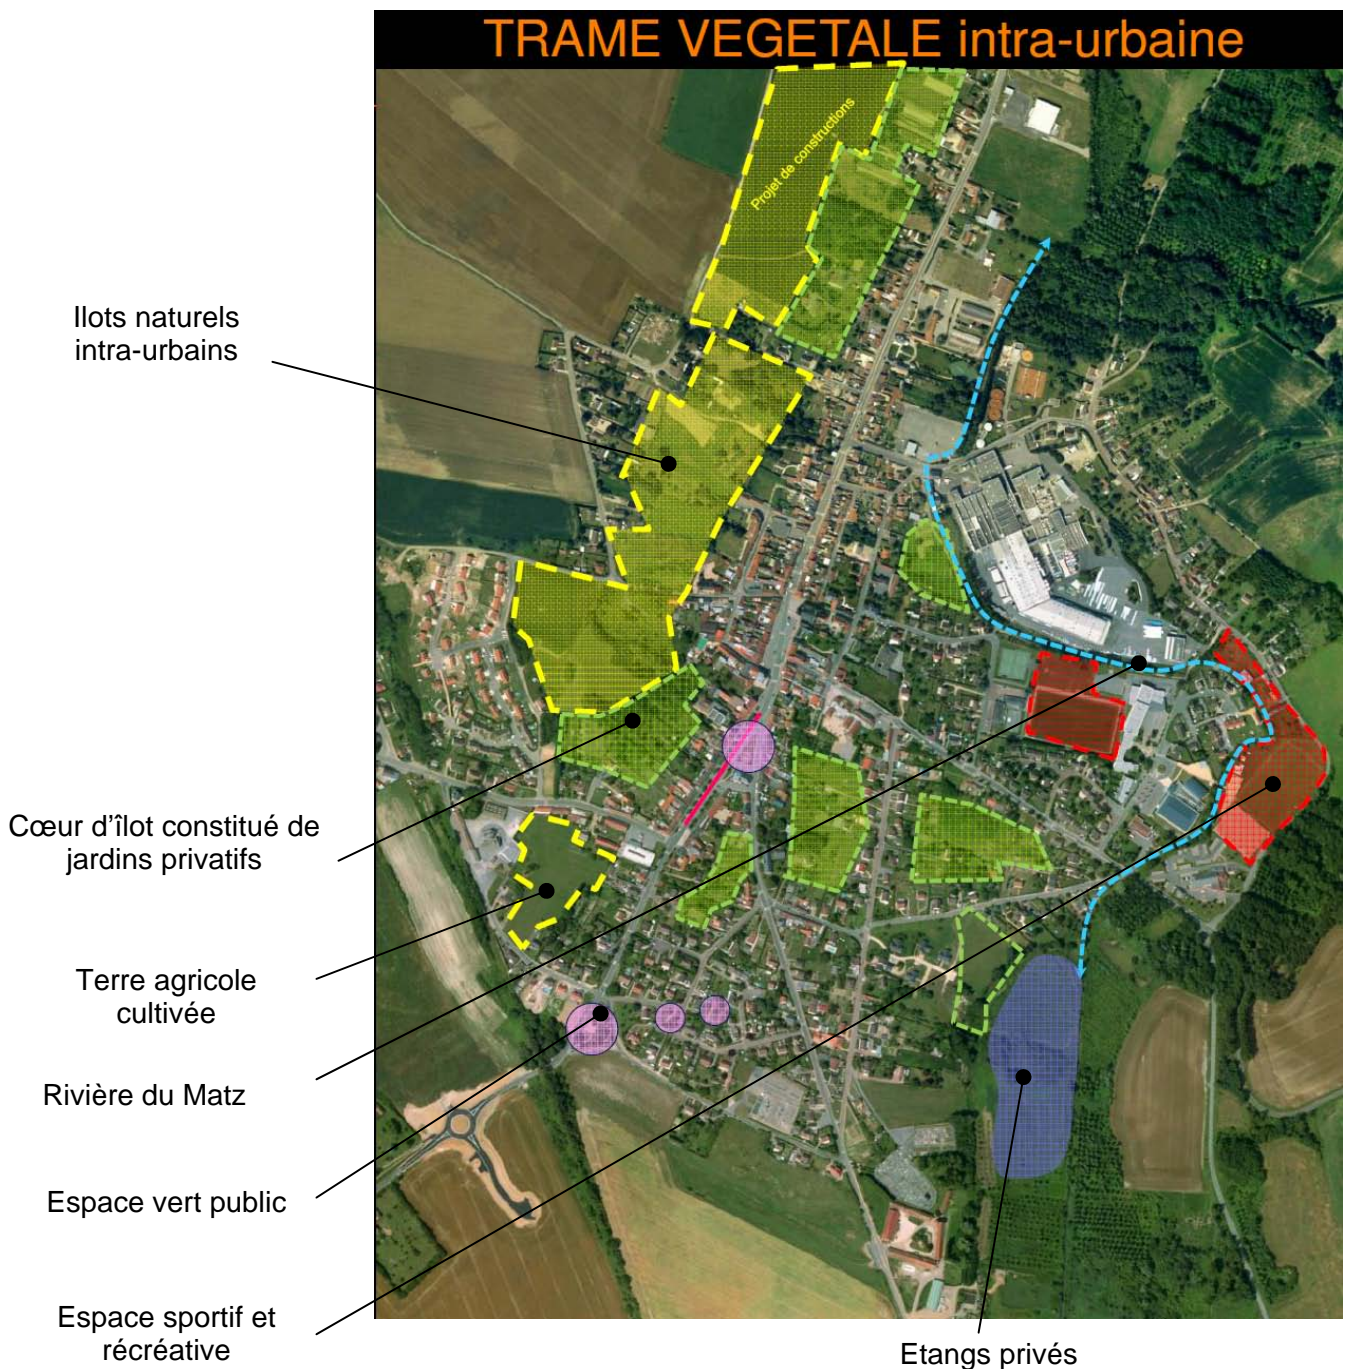 TRAME VEGETALE intra-urbaine
Projet de constructions
Ilots naturels
intra-urbains
Cœur d’îlot constitué de
jardins privatifs
Terre agricole
cultivée
Rivière du Matz
Espace vert public
Espace sportif et
récréative
Etangs privés